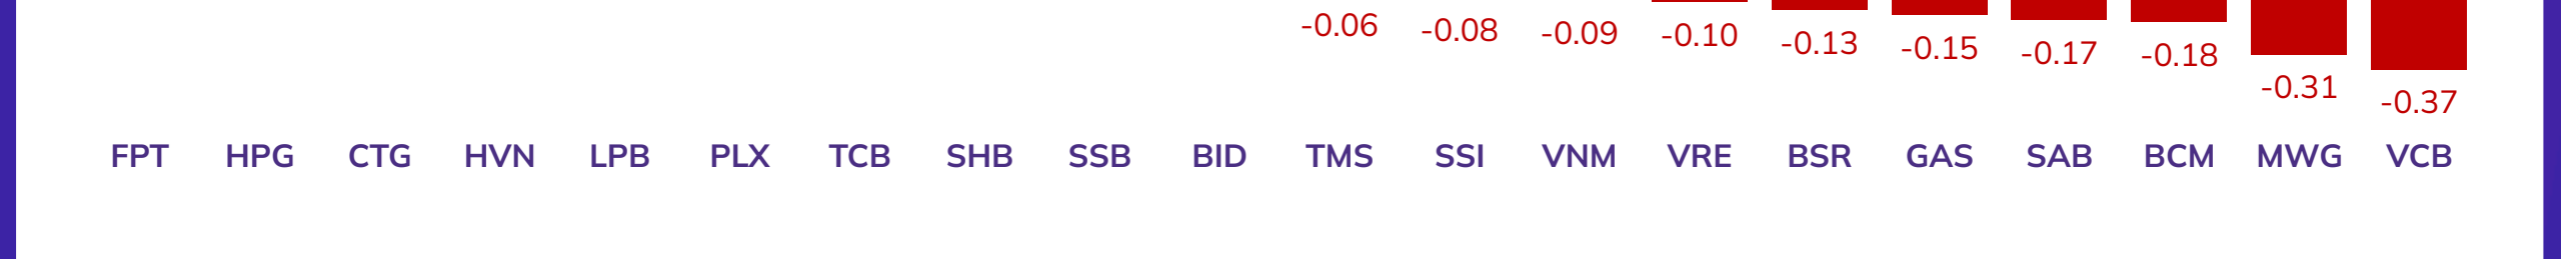 -0.06 -0.08 -0.09 -0.10 -0.13 -0.15 -0.17 -0.18 -0.31 -0.37
FPT HPG CTG HVN LPB PLX TCB SHB SSB BID TMS SSI VNM VRE BSR GAS SAB BCM MWG VCB